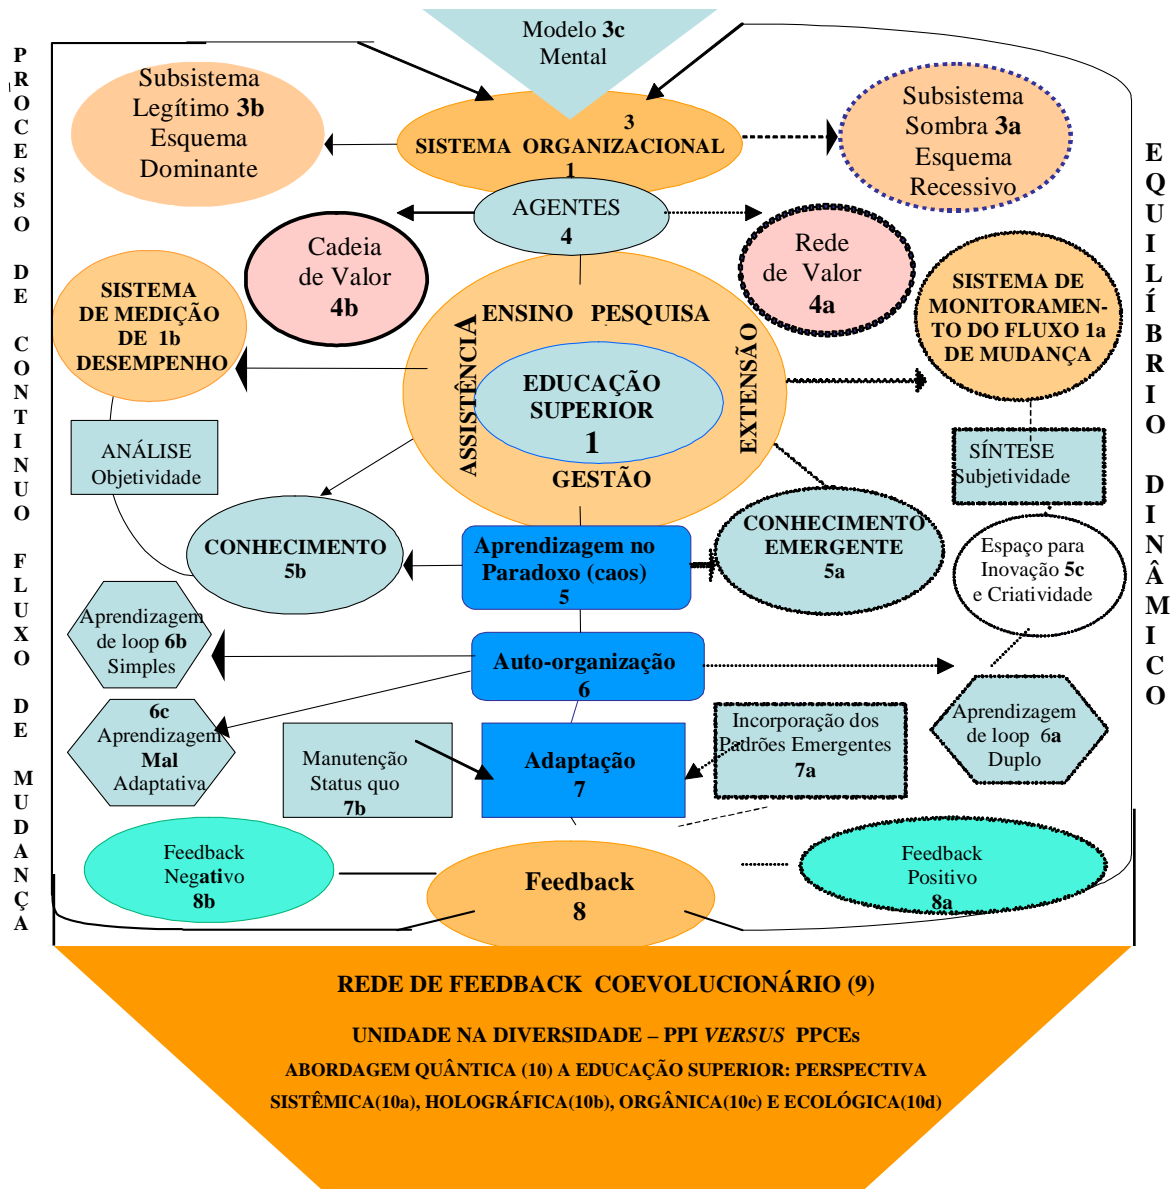 Modelo 3c
Mental
PROCESSO DE CONTINUO FLUXO DE MUDANÇA
Subsistema
Legítimo 3b
Esquema
Dominante
3
SISTEMA ORGANIZACIONAL
1
Subsistema
Sombra 3a
Esquema
Recessivo
EQUILÍBRIO DINÂMICO
AGENTES
4
Cadeia
de Valor
4b
Rede
de Valor
4a
SISTEMA
DE MEDIÇÃO
DE 1b
DESEMPENHO
ENSINO PESQUISA
ASSISTÊNCIA
EXTENSÃO
EDUCAÇÃO
SUPERIOR
1
GESTÃO
SISTEMA DE
MONITORAMEN-
TO DO FLUXO 1a
DE MUDANÇA
ANÁLISE
Objetividade
SÍNTESE
Subjetividade
CONHECIMENTO
5b
Aprendizagem no
Paradoxo (caos)
5
CONHECIMENTO
EMERGENTE
5a
Espaço para
Inovação 5c
e Criatividade
Aprendizagem
de loop 6b
Simples
Auto-organização
6
6c
Aprendizagem
Mal
Adaptativa
Manutenção
Status quo
7b
Adaptação
7
Incorporação dos
Padrões Emergentes
7a
Aprendizagem
de loop 6a
Duplo
Feedback
Negativo
8b
Feedback
8
Feedback
Positivo
8a
REDE DE FEEDBACK COEVOLUCIONÁRIO (9)
UNIDADE NA DIVERSIDADE – PPI VERSUS PPCEs
ABORDAGEM QUÂNTICA (10) A EDUCAÇÃO SUPERIOR: PERSPECTIVA
SISTÊMICA(10a), HOLOGRÁFICA(10b), ORGÂNICA(10c) E ECOLÓGICA(10d)